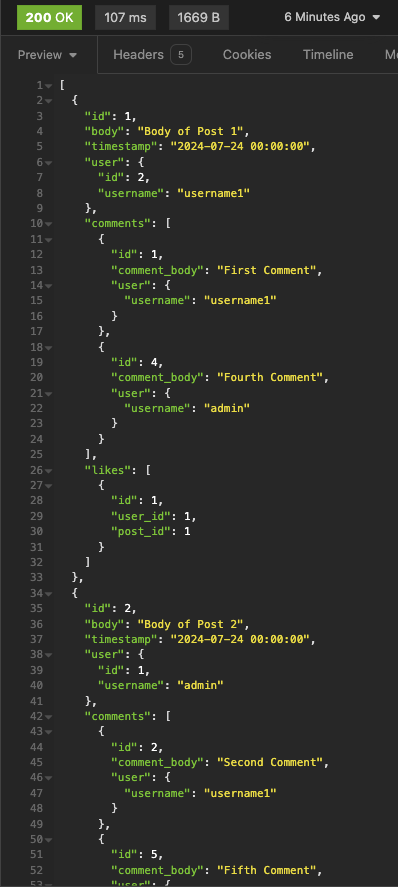 200 OK 107 ms 1669 B 6 Minutes Ago
Preview Headers 5 Cookies Timeline
1 [
2 {
3 "id": 1,
4 "body": "Body of Post 1",
5 "timestamp": "2024-07-24 00:00:00",
6 "user": {
7 "id": 2,
8 "username": "username1"
9 },
10 "comments": [
11 {
12 "id": 1,
13 "comment_body": "First Comment",
14 "user": {
15 "username": "username1"
16 }
17 },
18 {
19 "id": 4,
20 "comment_body": "Fourth Comment",
21 "user": {
22 "username": "admin"
23 }
24 }
25 ],
26 "likes": [
27 {
28 "id": 1,
29 "user_id": 1,
30 "post_id": 1
31 }
32 ]
33 },
34 {
35 "id": 2,
36 "body": "Body of Post 2",
37 "timestamp": "2024-07-24 00:00:00",
38 "user": {
39 "id": 1,
40 "username": "admin"
41 },
42 "comments": [
43 {
44 "id": 2,
45 "comment_body": "Second Comment",
46 "user": {
47 "username": "username1"
48 }
49 },
50 {
51 "id": 5,
52 "comment_body": "Fifth Comment",
53 "user": {